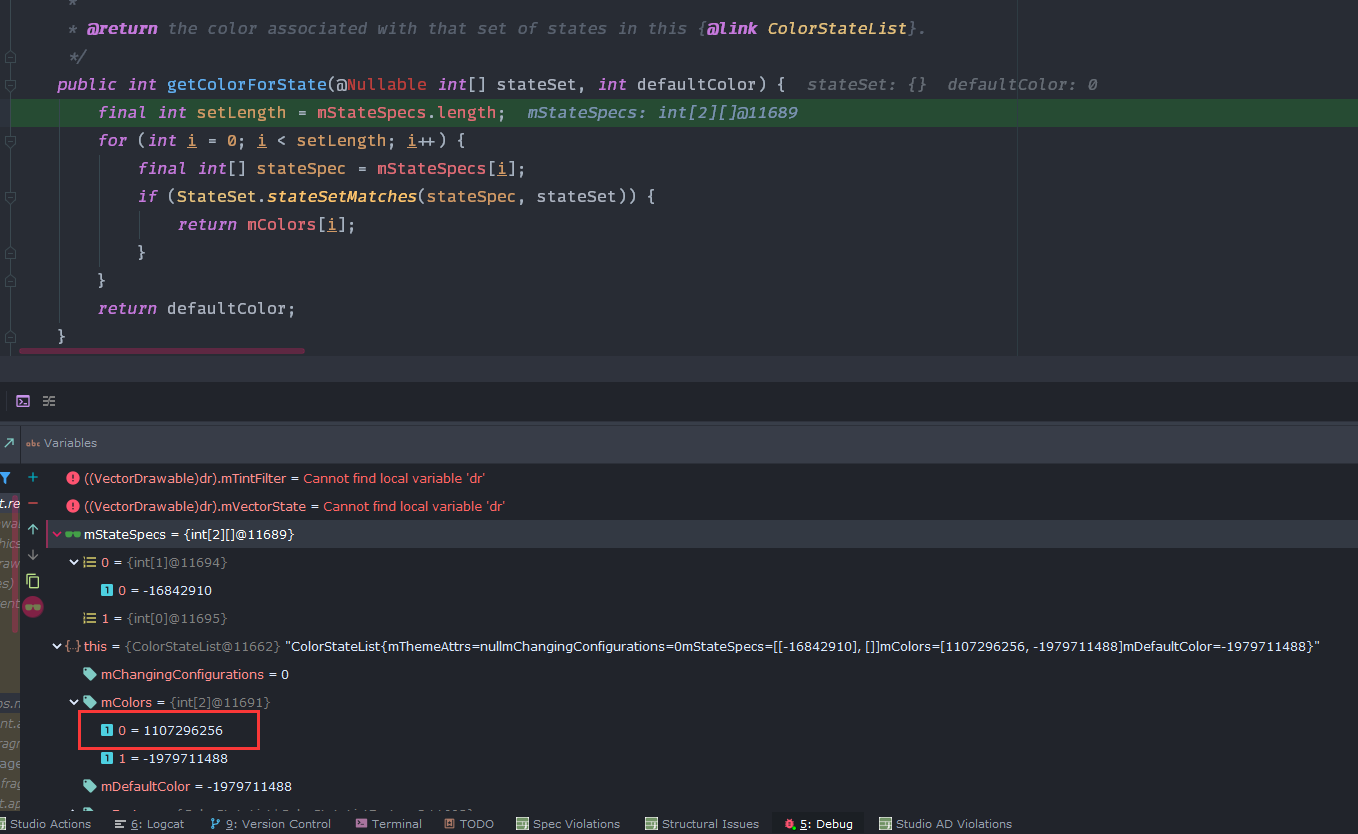 *
* @return the color associated with that set of states in this {@link ColorStateList}.
*/
public int getColorForState(@Nullable int[] stateSet, int defaultColor) { stateSet: {} defaultColor: 0
final int setLength = mStateSpecs.length; mStateSpecs: int[2][]@11689
for (int i = 0; i < setLength; i++) {
final int[] stateSpec = mStateSpecs[i];
if (StateSet.stateSetMatches(stateSpec, stateSet)) {
return mColors[i];
}
}
return defaultColor;
}
abc Variables
((VectorDrawable)dr).mTintFilter = Cannot find local variable 'dr'
((VectorDrawable)dr).mVectorState = Cannot find local variable 'dr'
mStateSpecs = {int[2][]@11689}
0 = {int[1]@11694}
1 0 = -16842910
1 = {int[0]@11695}
{..} this = {ColorStateList@11662} "ColorStateList{mThemeAttrs=nullmChangingConfigurations=0mStateSpecs=[[-16842910], []]mColors=[1107296256, -1979711488]mDefaultColor=-1979711488}"
mChangingConfigurations = 0
mColors = {int[2]@11691}
1 0 = 1107296256
1 1 = -1979711488
mDefaultColor = -1979711488
Studio Actions 6: Logcat 9: Version Control Terminal TODO Spec Violations Structural Issues 5: Debug Studio AD Violations